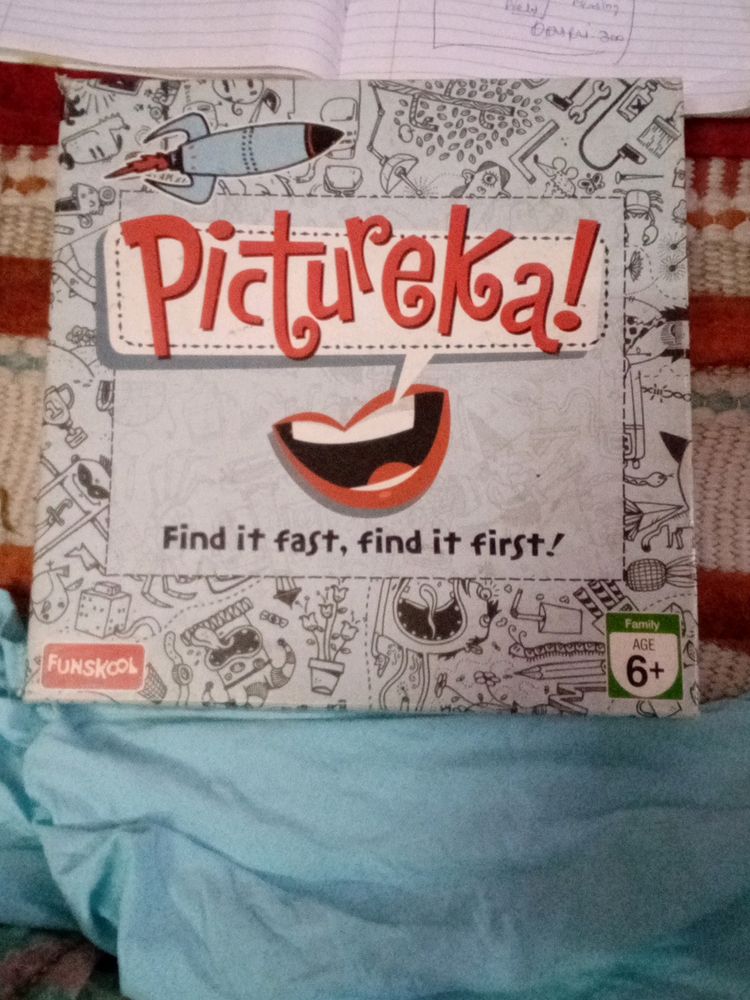 Pictureka!
Find it fast, find it first!
FUNSKOOL
Family
AGE
6+